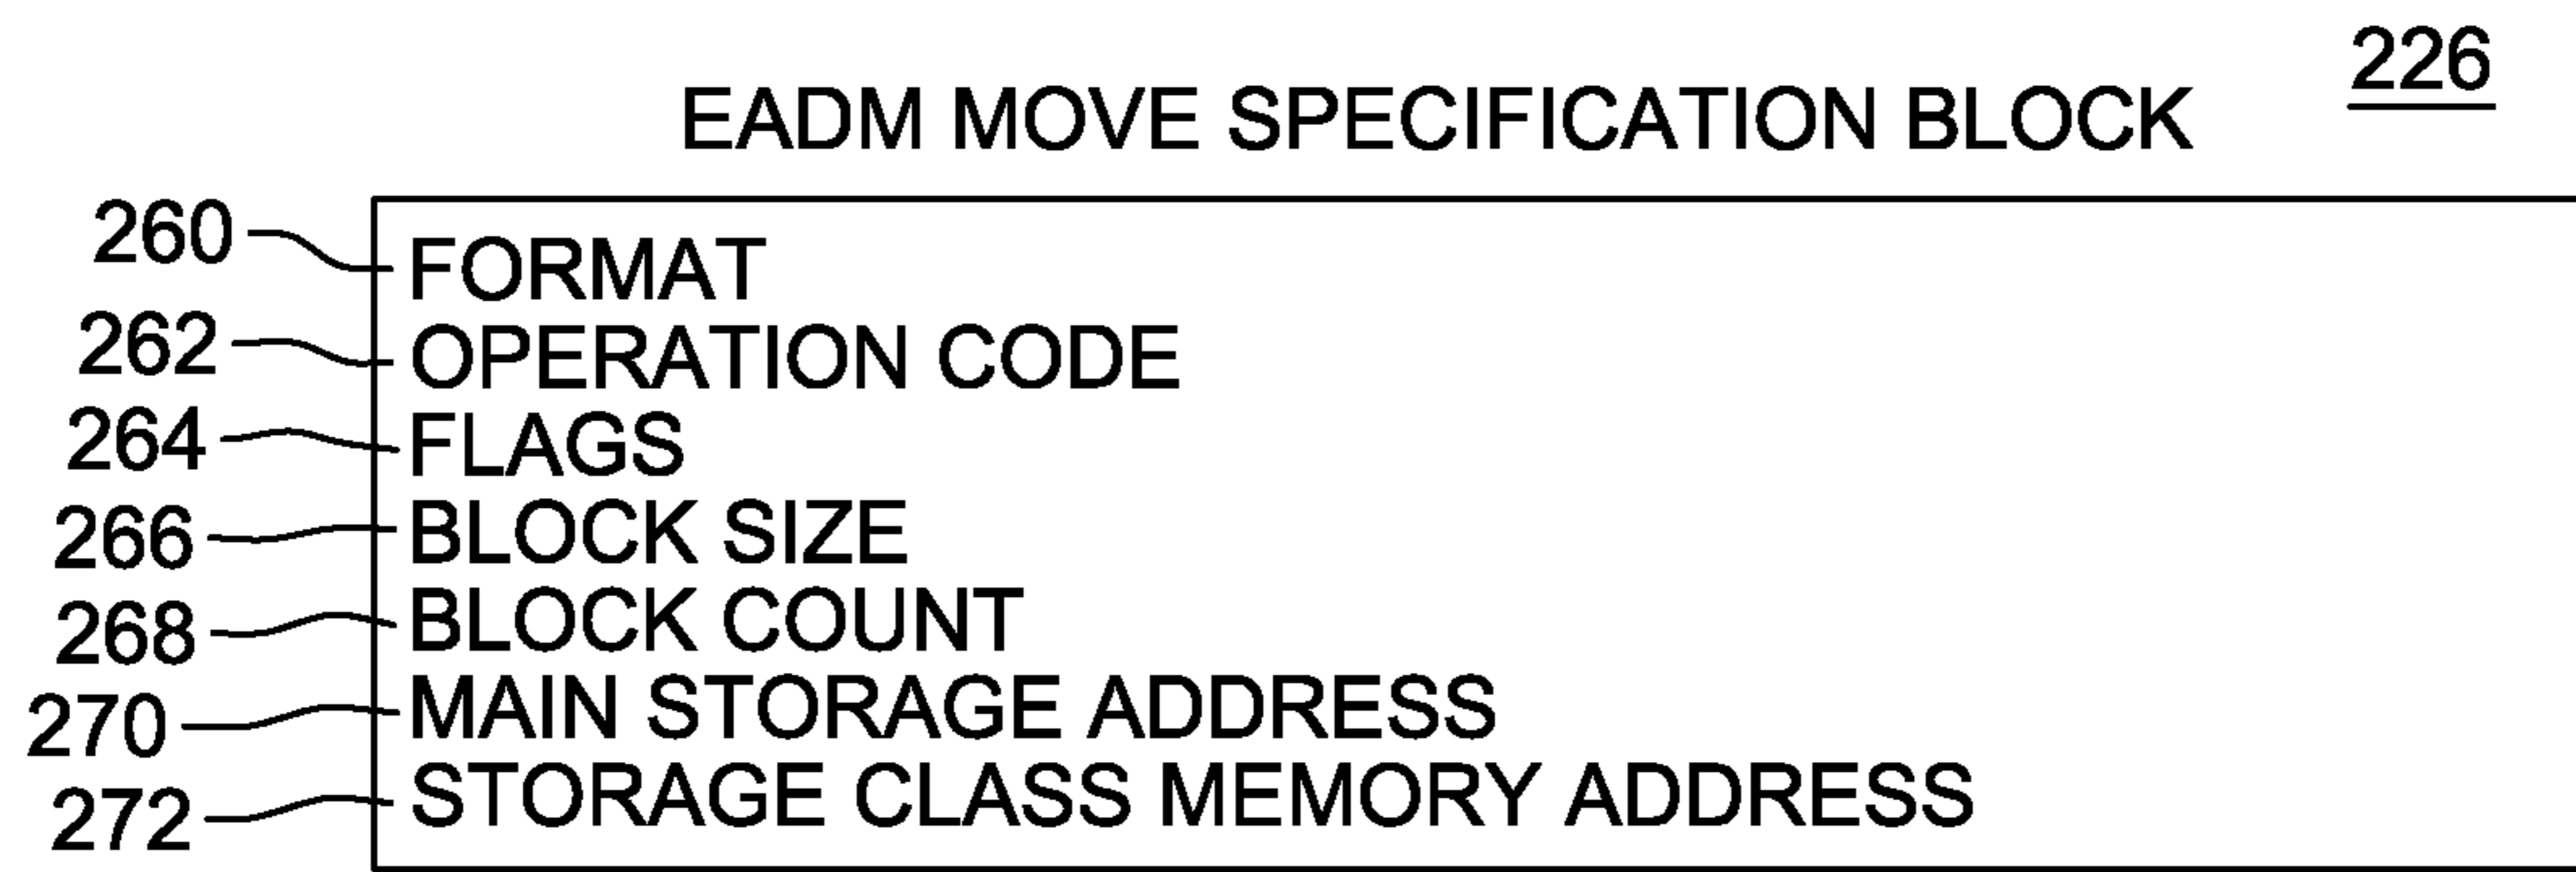 226
EADM MOVE SPECIFICATION BLOCK
260 FORMAT
262 OPERATION CODE
264 FLAGS
266 BLOCK SIZE
268 BLOCK COUNT
270 MAIN STORAGE ADDRESS
272 STORAGE CLASS MEMORY ADDRESS